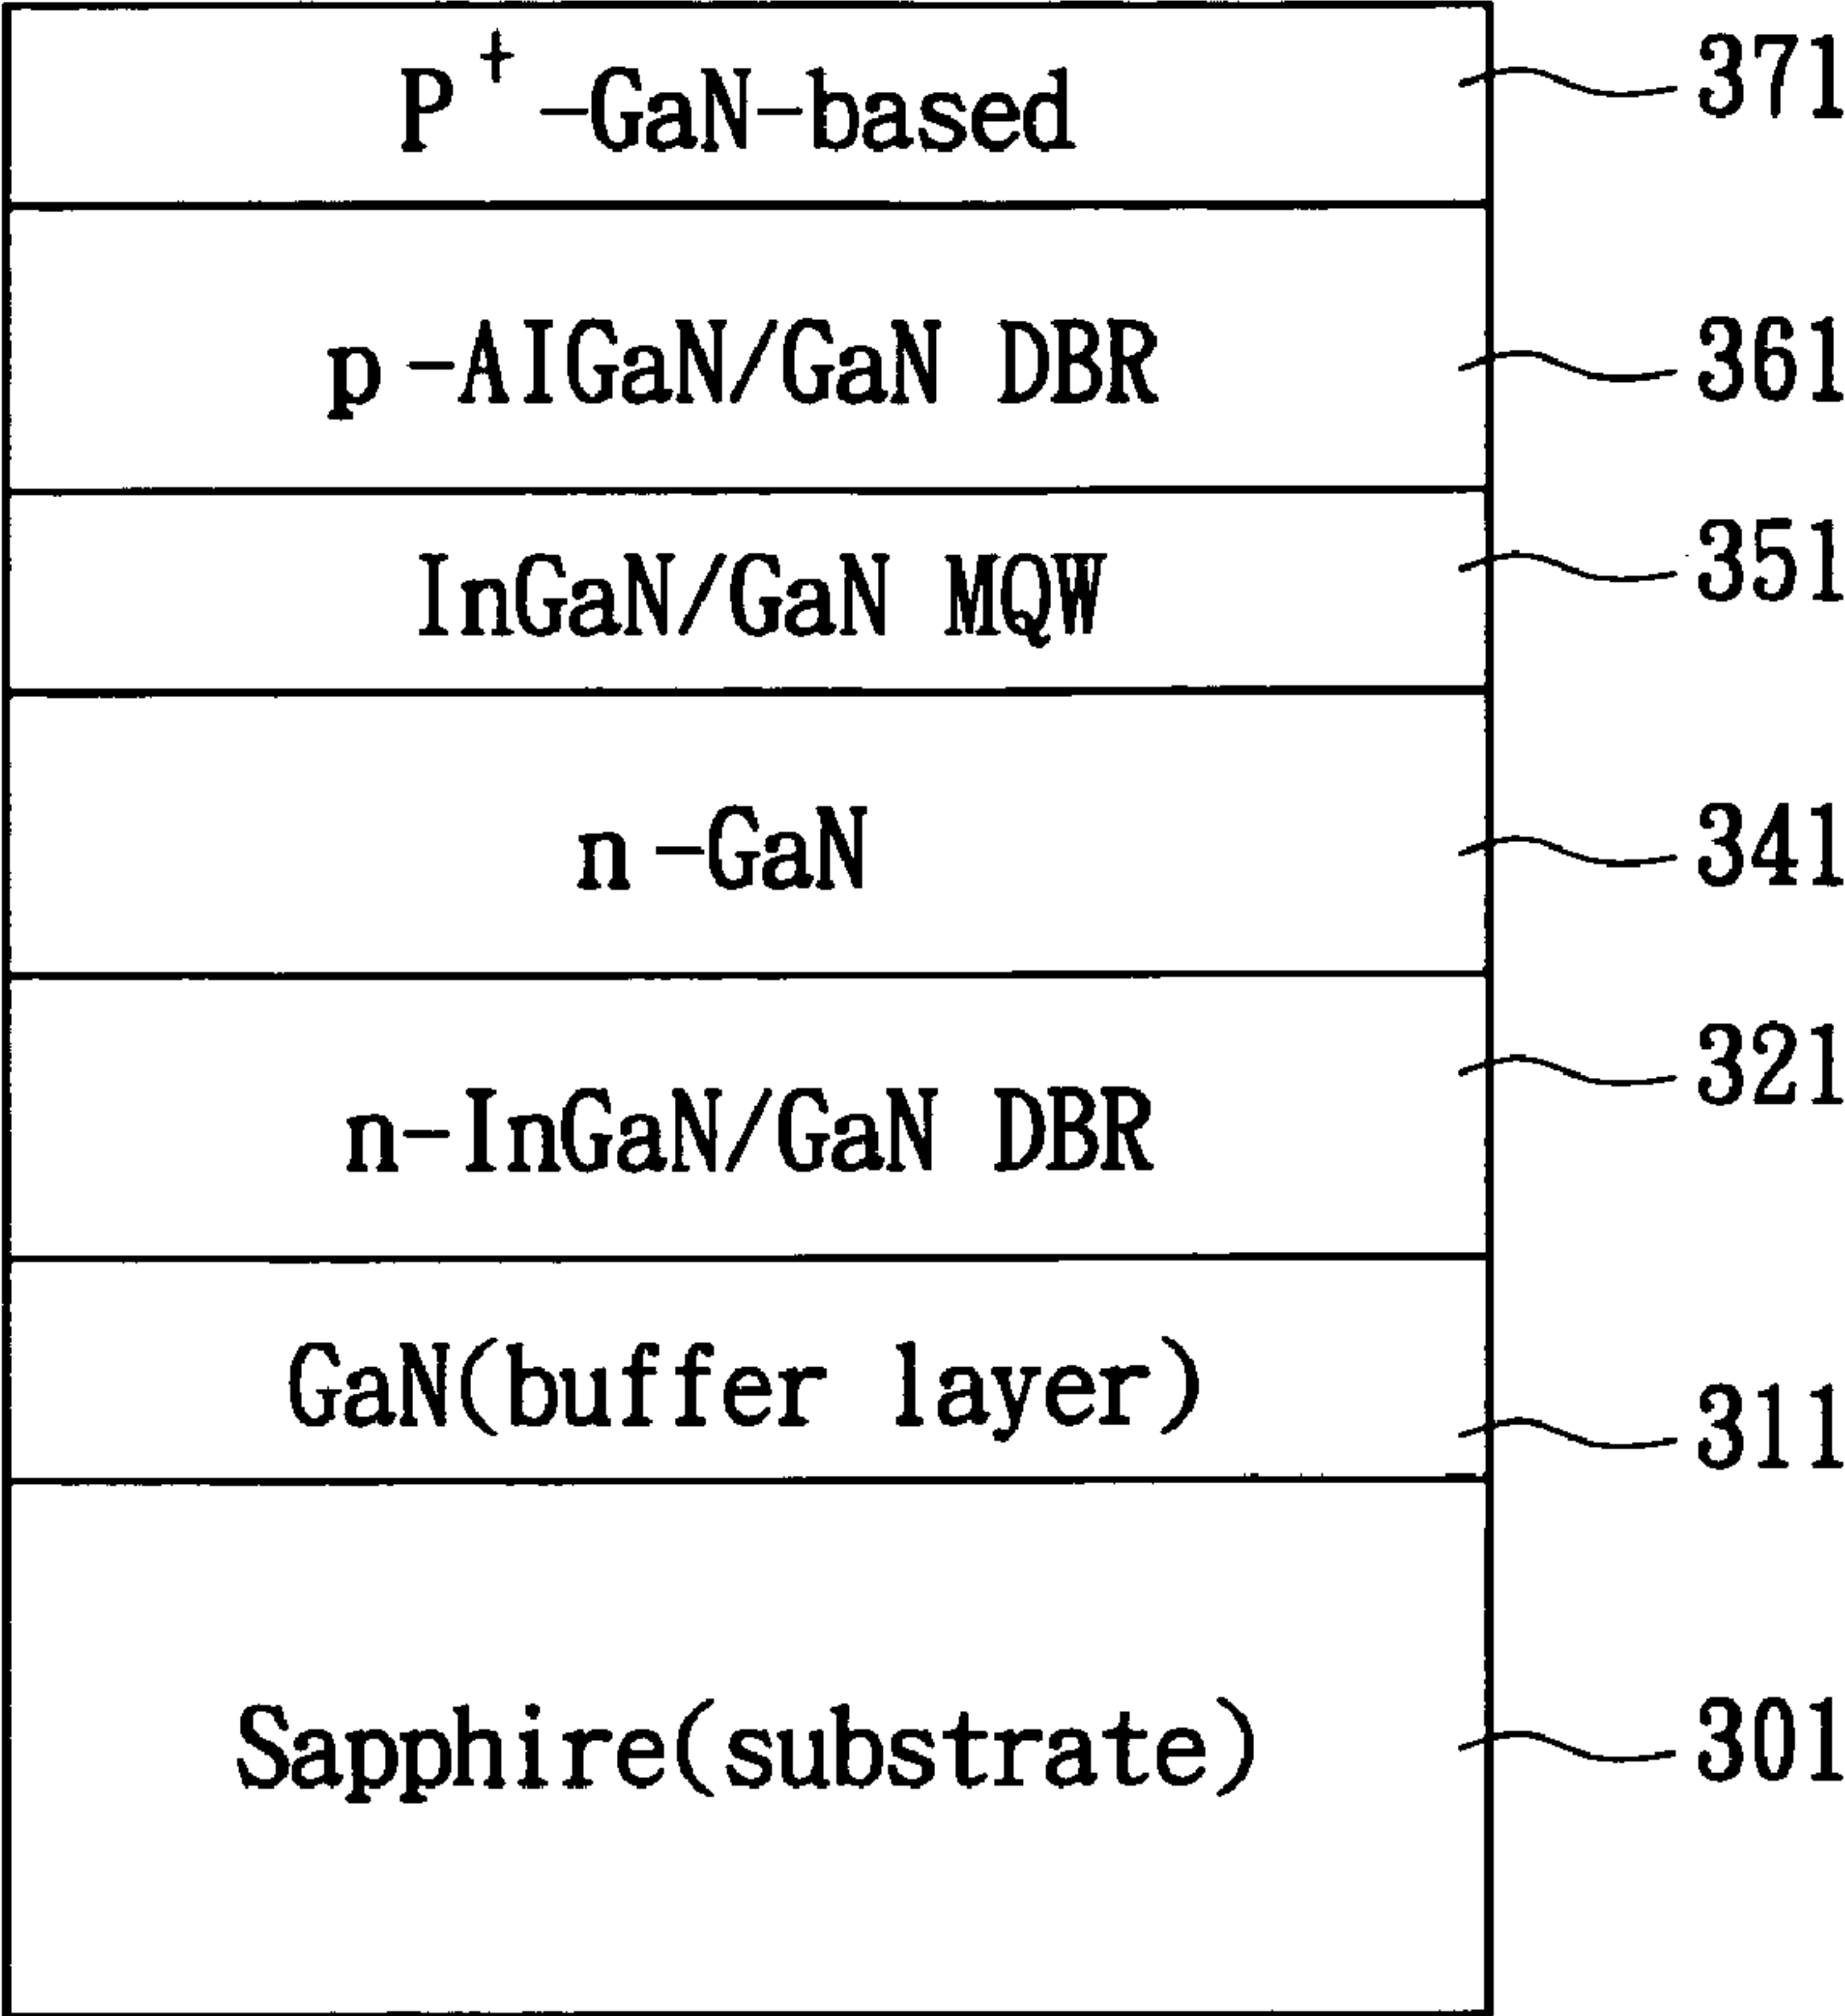 P⁺-GaN-based 371
p-AlGaN/GaN DBR 361
InGaN/GaN MQW 351
n-GaN 341
n-InGaN/GaN DBR 321
GaN(buffer layer) 311
Sapphire(substrate) 301